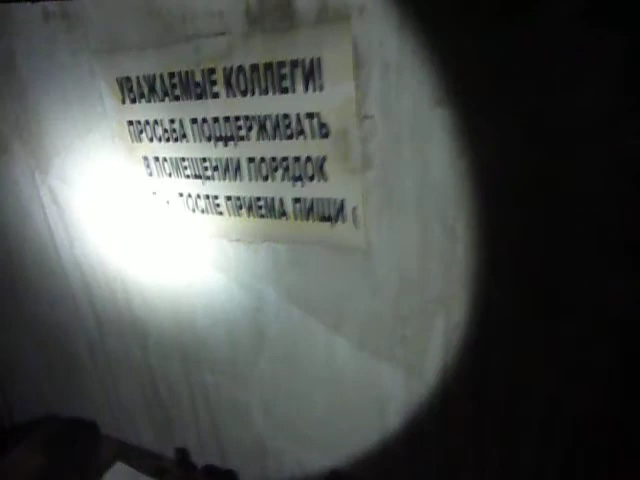 УВАЖАЕМЫЕ КОЛЛЕГИ!
ПРОСЬБА ПОДДЕРЖИВАТЬ
В ПОМЕЩЕНИИ ПОРЯДОК
ПОСЛЕ ПРИЕМА ПИЩИ